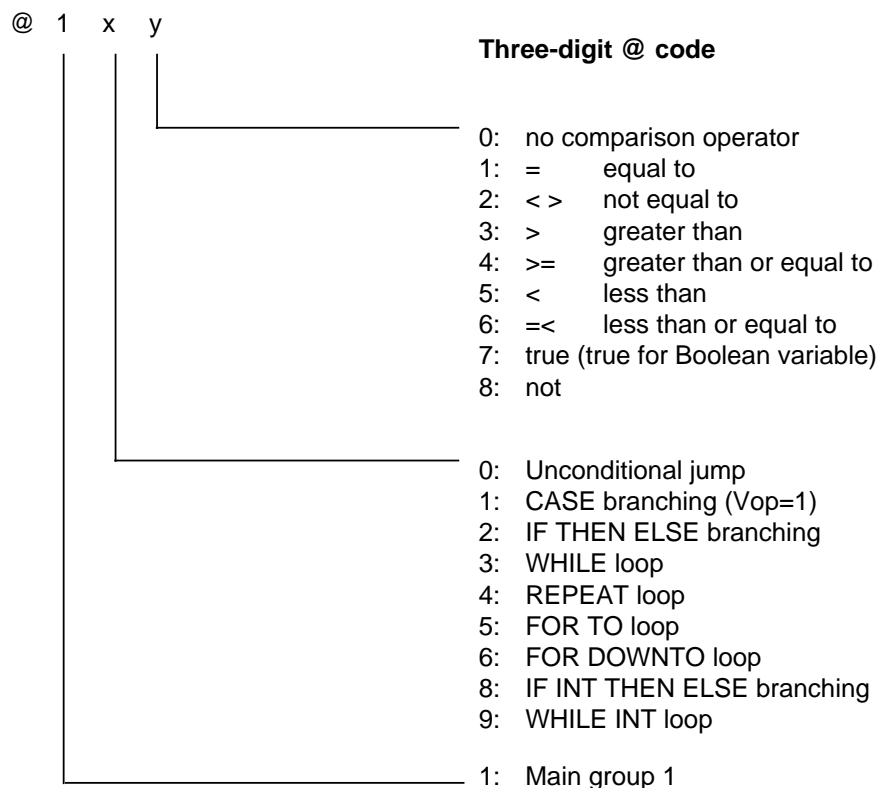 @ 1 x y
Three-digit @ code
0: no comparison operator
1: = equal to
2: < > not equal to
3: > greater than
4: >= greater than or equal to
5: < less than
6: =< less than or equal to
7: true (true for Boolean variable)
8: not
0: Unconditional jump
1: CASE branching (Vop=1)
2: IF THEN ELSE branching
3: WHILE loop
4: REPEAT loop
5: FOR TO loop
6: FOR DOWNTO loop
8: IF INT THEN ELSE branching
9: WHILE INT loop
1: Main group 1